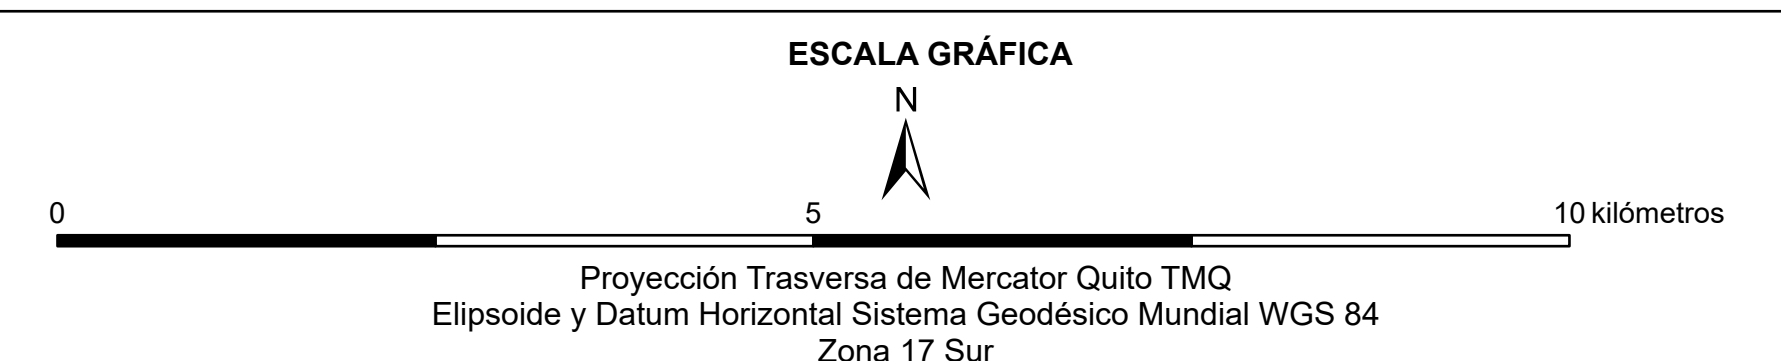 ESCALA GRÁFICA
N
0 5 10 kilómetros
Proyección Trasversa de Mercator Quito TMQ
Elipsoide y Datum Horizontal Sistema Geodésico Mundial WGS 84
Zona 17 Sur